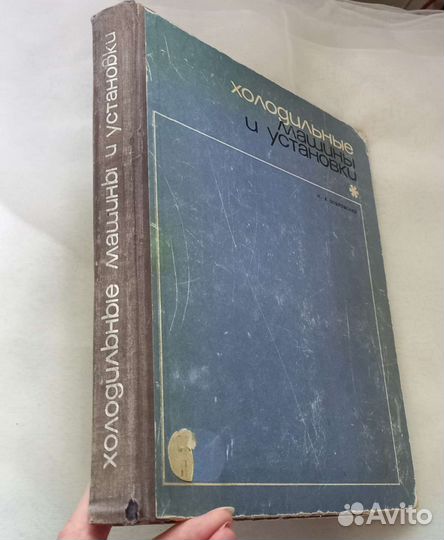 холодильные машины и установки
холодильные
машины
и установки
Avito